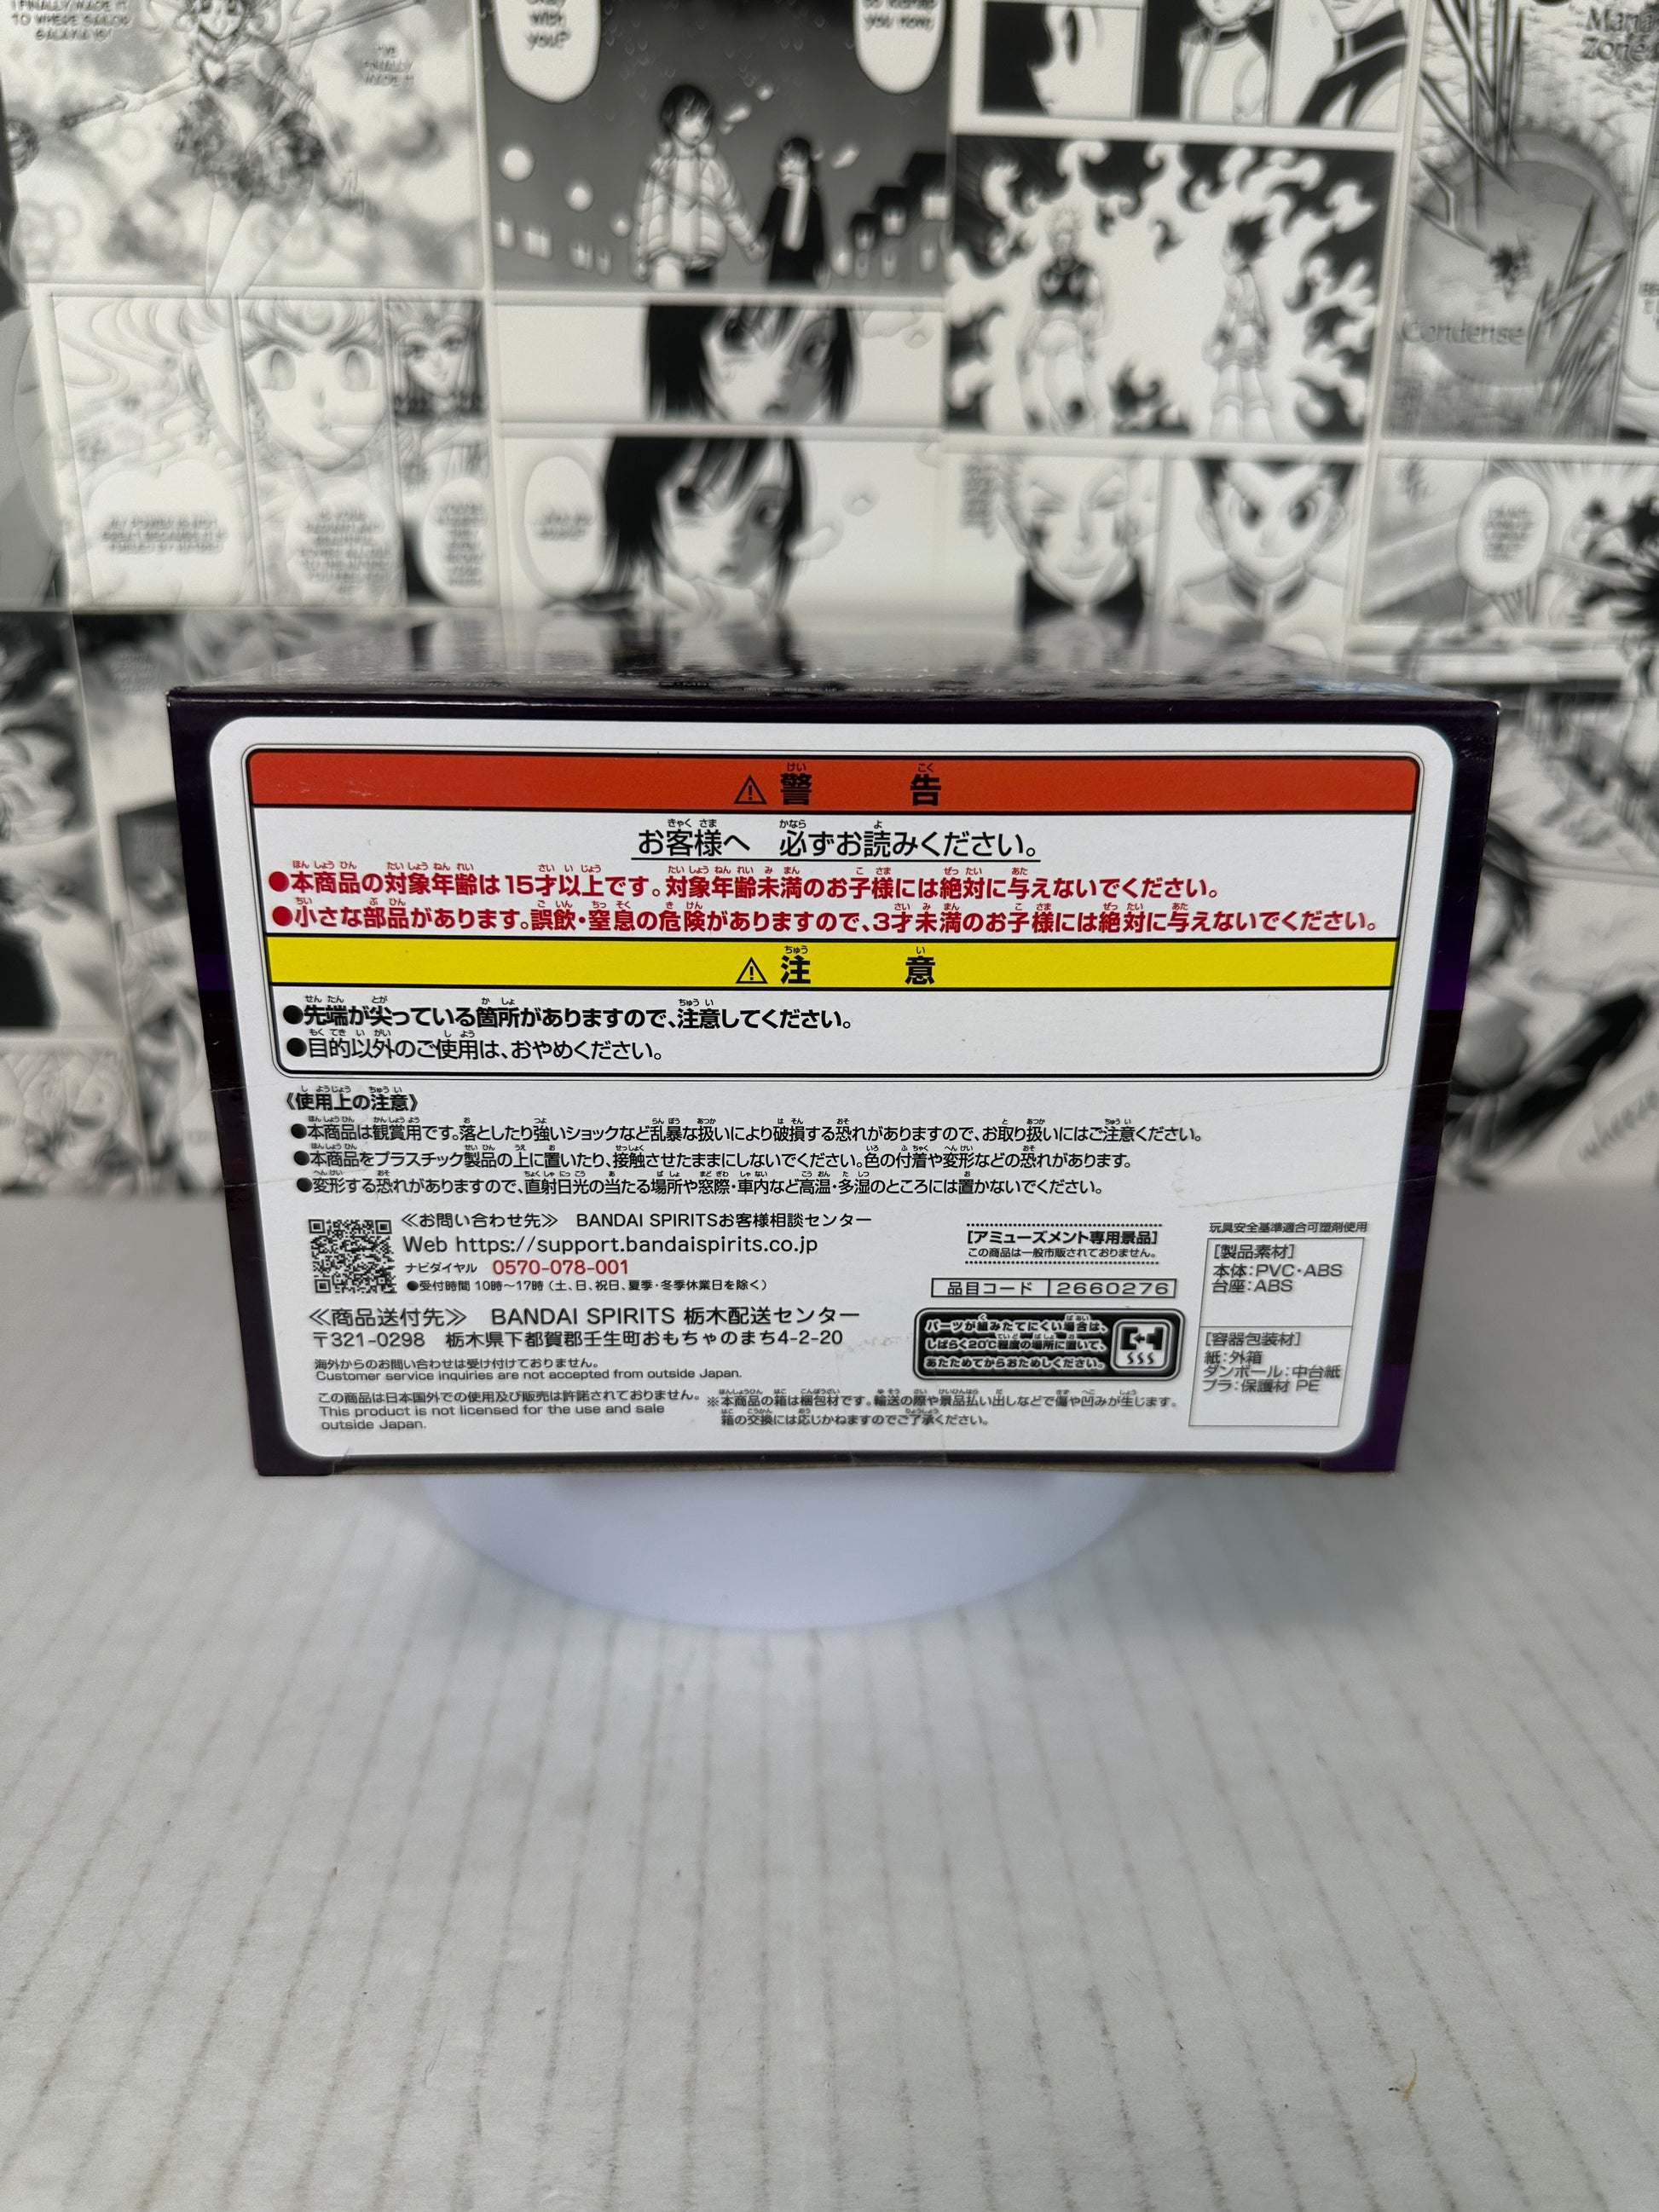 I FINALLY MADE IT
TO WHERE SAILOR
GALAXIA IS!
I'VE
FINALLY
MADE IT
with
you?
you now,
Mana
Zone
Condense
警告
お客様へ 必ずお読みください。
●本商品の対象年齢は15才以上です。対象年齢未満のお子様には絶対に与えないでください。
●小さな部品があります。誤飲・窒息の危険がありますので、3才未満のお子様には絶対に与えないでください。
注意
●先端が尖っている箇所がありますので、注意してください。
●目的以外のご使用は、おやめください。
《使用上の注意》
●本商品は観賞用です。落としたり強いショックなど乱暴な扱いにより破損する恐れがありますので、お取り扱いにはご注意ください。
●本商品をプラスチック製品の上に置いたり、接触させたままにしないでください。色の付着や変形などの恐れがあります。
●変形する恐れがありますので、直射日光の当たる場所や窓際・車内など高温・多湿のところには置かないでください。
≪お問い合わせ先≫ BANDAI SPIRITSお客様相談センター
Web https://support.bandaispirits.co.jp
ナビダイヤル 0570-078-001
●受付時間 10時～17時（土、日、祝日、夏季・冬季休業日を除く）
≪商品送付先≫ BANDAI SPIRITS 栃木配送センター
〒321-0298 栃木県下都賀郡壬生町おもちゃのまち4-2-20
海外からのお問い合わせは受け付けておりません。
Customer service inquiries are not accepted from outside Japan.
この商品は日本国外での使用及び販売は許諾されておりません。
This product is not licensed for the use and sale
outside Japan.
[アミューズメント専用景品]
この商品は一般市販されておりません。
品目コード 2660276
パーツが組みたてにくい場合は、
しばらく20℃程度の場所に置いて、
あたためてからおためしください。
※本商品の箱は梱包材です。輸送の際や景品払い出しなどで傷や凹みが生じます。
箱の交換には応じかねますのでご了承ください。
玩具安全基準適合可塑剤使用
[製品素材]
本体：PVC・ABS
台座：ABS
[容器包装材]
紙：外箱
ダンボール：中台紙
プラ：保護材 PE